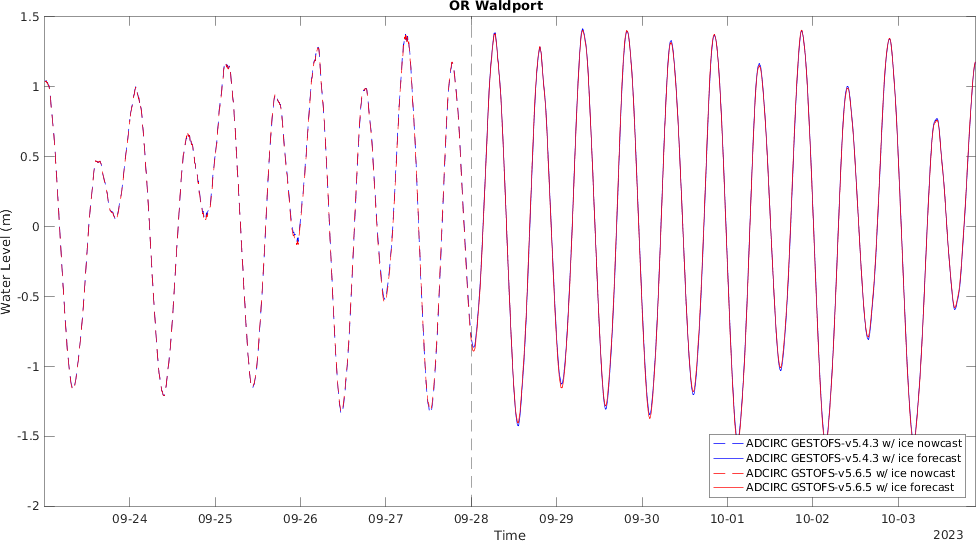 OR Waldport
1.5
1
0.5
0
-0.5
-1
-1.5
-2
Water Level (m)
09-24
09-25
09-26
09-27
09-28
09-29
09-30
10-01
10-02
10-03
Time
2023
ADCIRC GESTOFS-v5.4.3 w/ ice nowcast
ADCIRC GESTOFS-v5.4.3 w/ ice forecast
ADCIRC GSTOFS-v5.6.5 w/ ice nowcast
ADCIRC GSTOFS-v5.6.5 w/ ice forecast